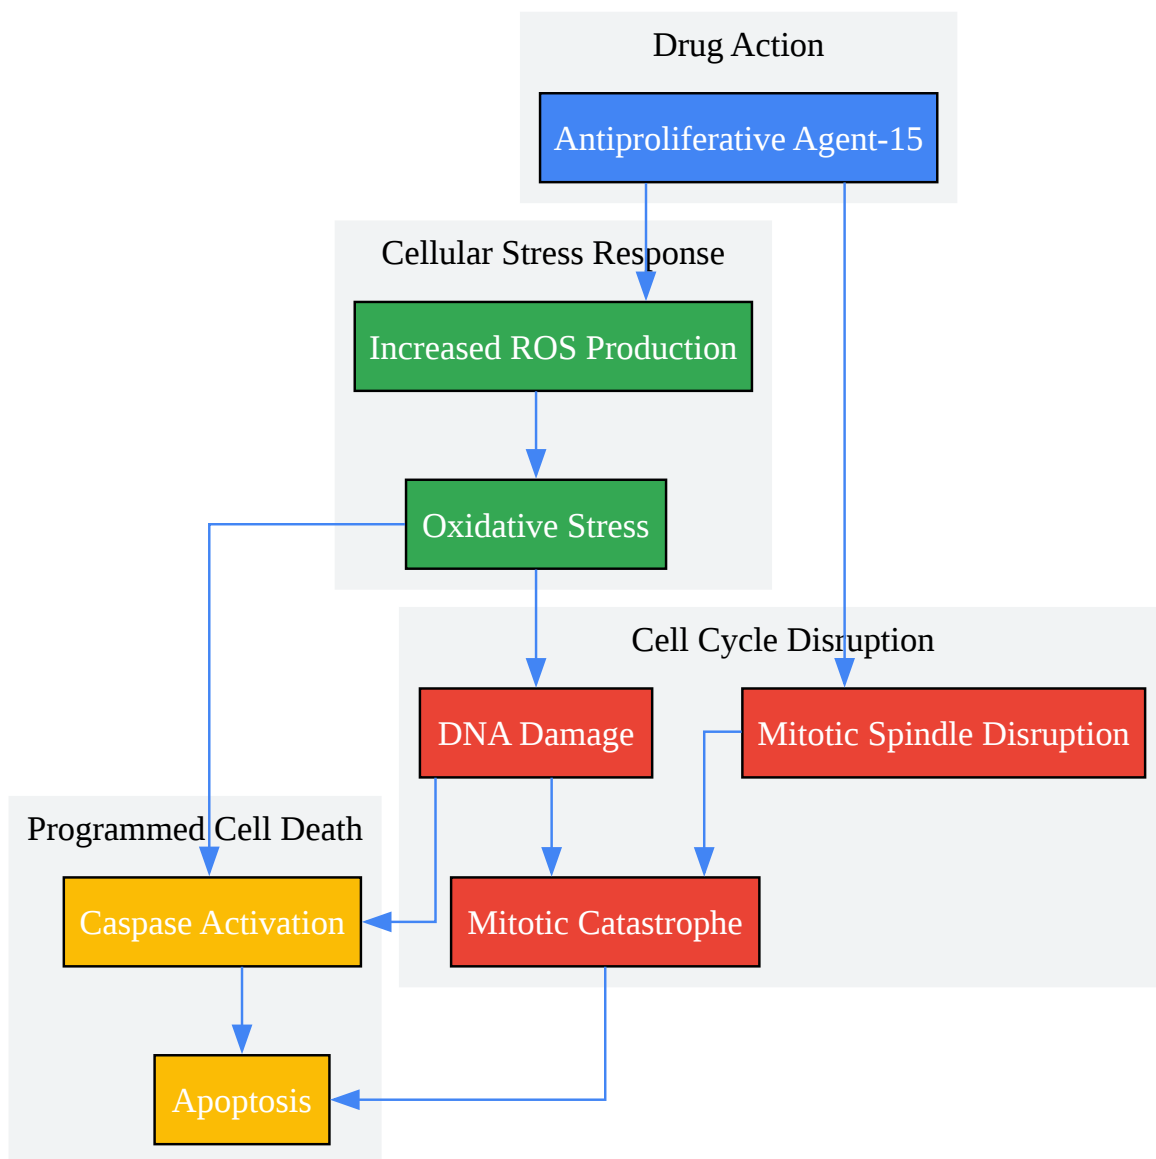 Drug Action
Antiproliferative Agent-15
Cellular Stress Response
Increased ROS Production
Oxidative Stress
Cell Cycle Disruption
DNA Damage
Mitotic Spindle Disruption
Programmed Cell Death
Caspase Activation
Mitotic Catastrophe
Apoptosis